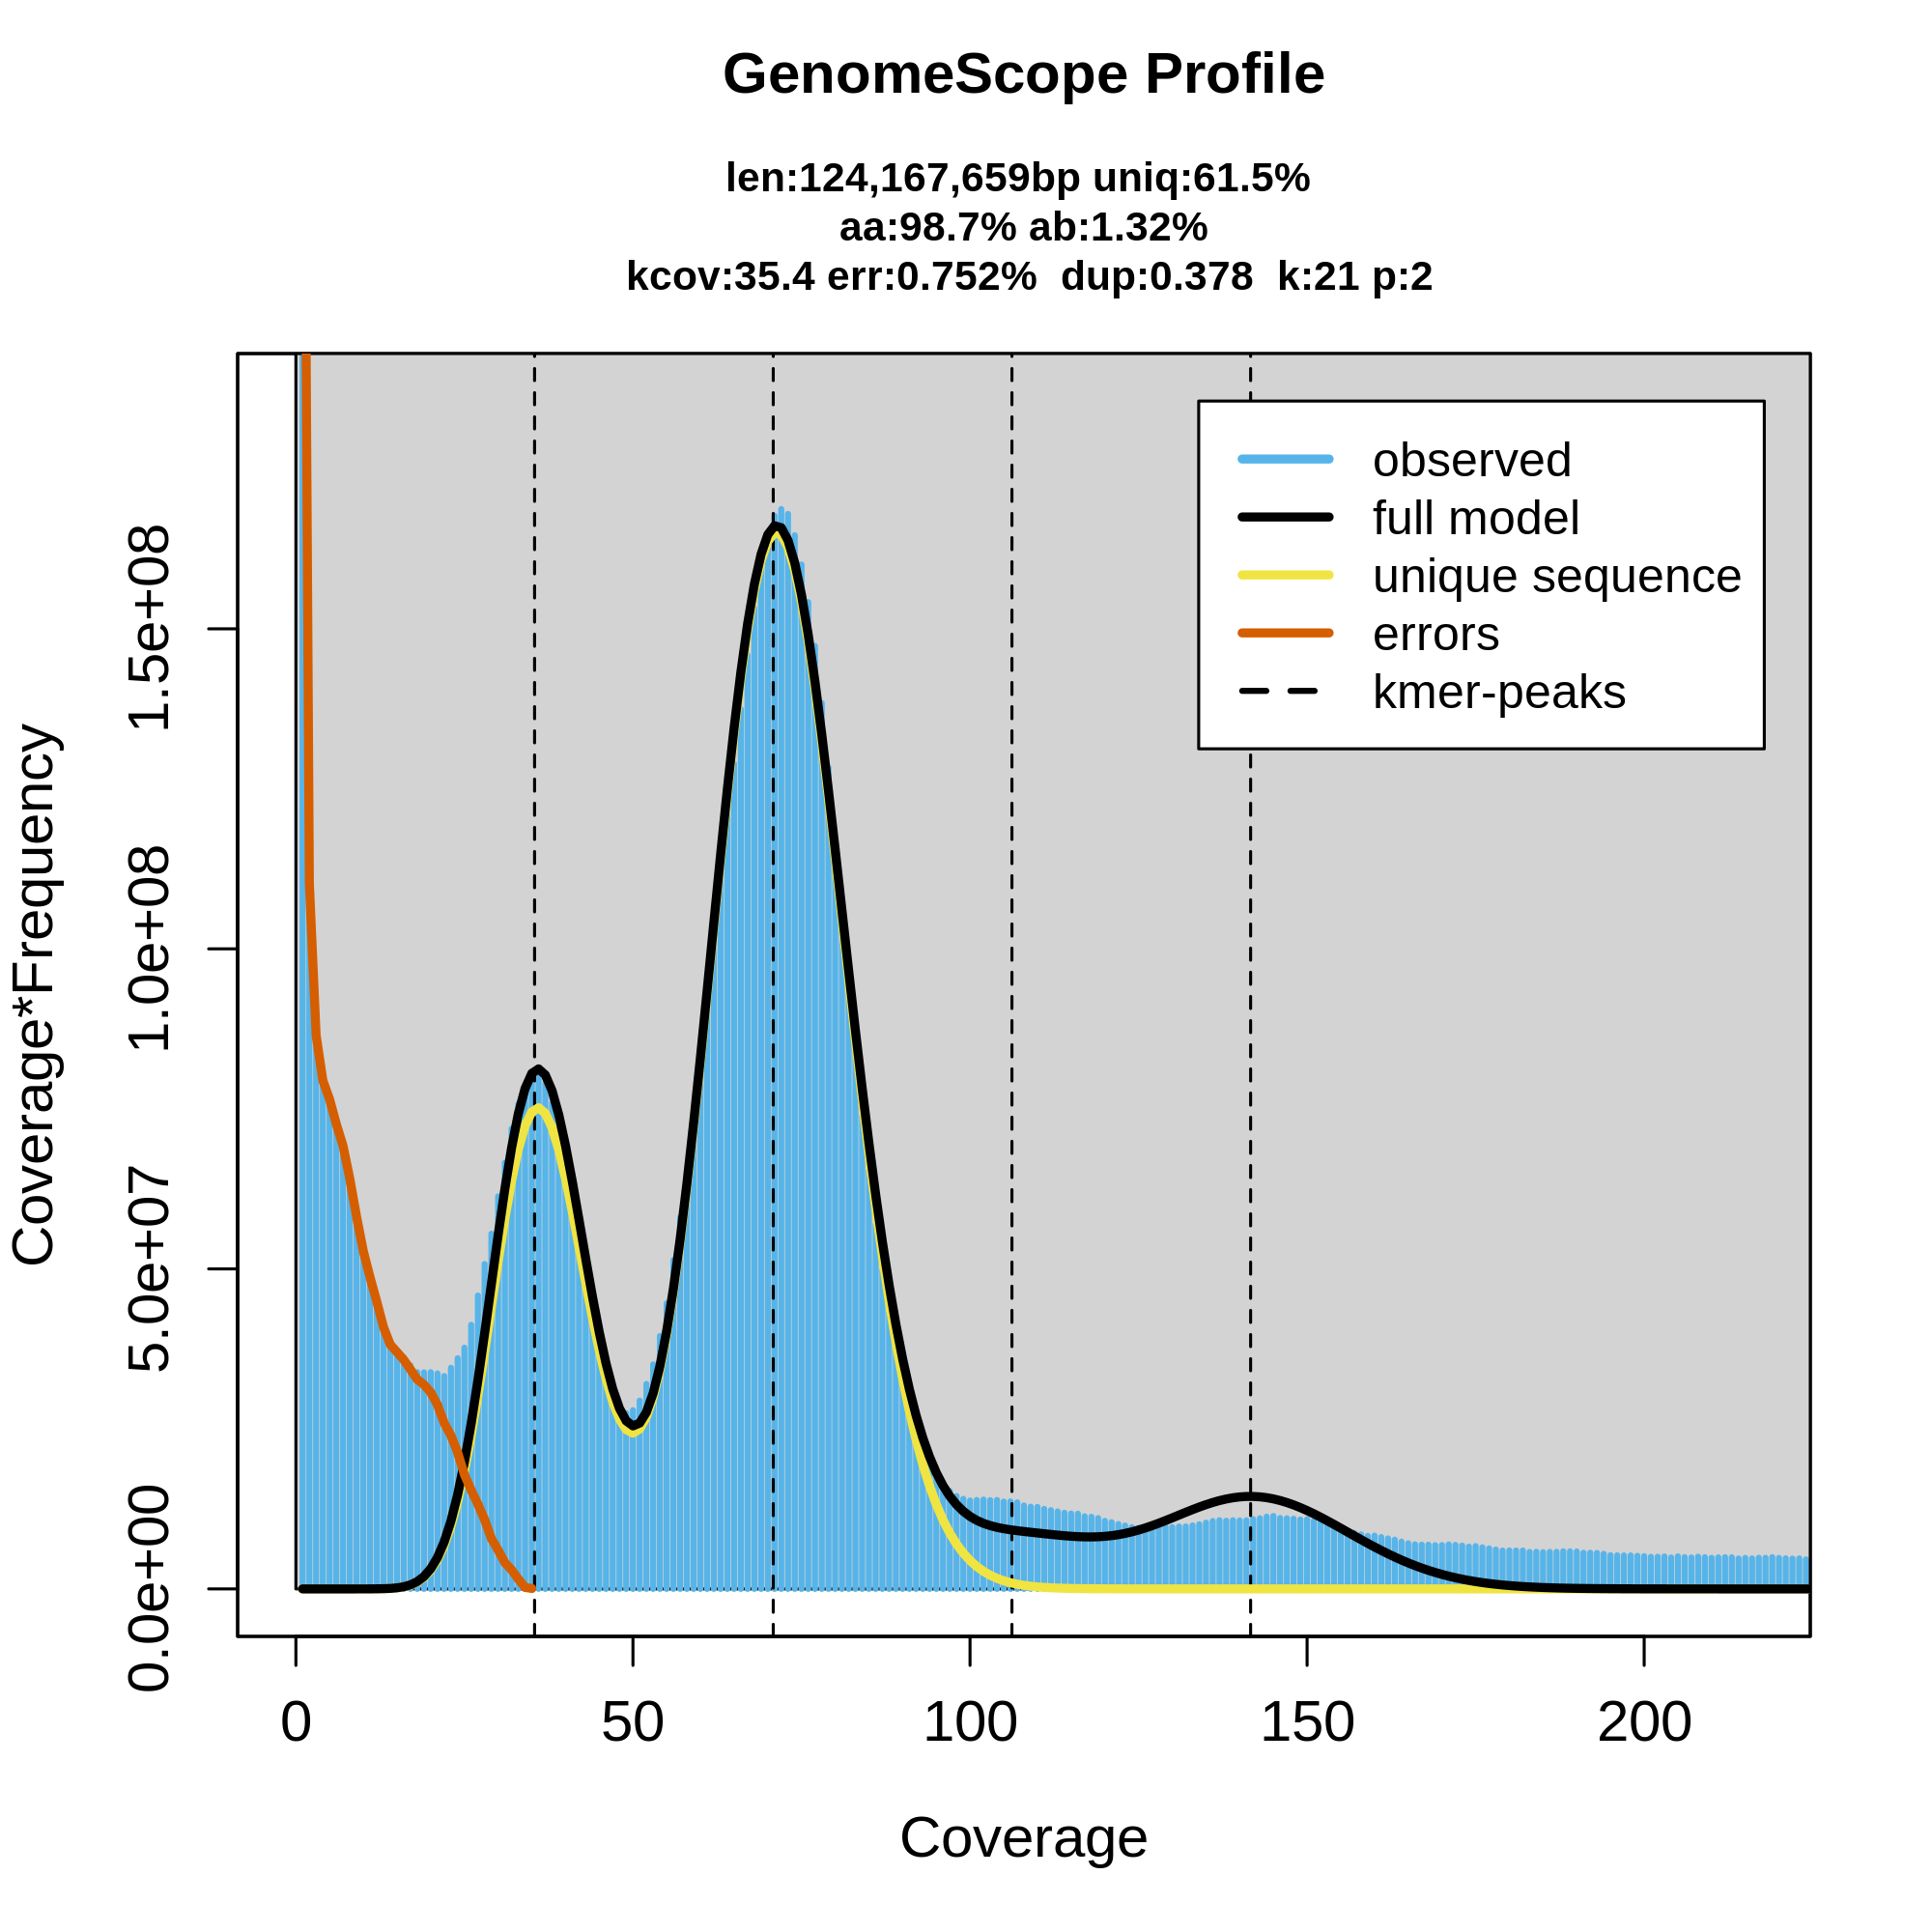 GenomeScope Profile
len:124,167,659bp uniq:61.5%
aa:98.7% ab:1.32%
kcov:35.4 err:0.752%  dup:0.378  k:21 p:2
observed
full model
unique sequence
errors
kmer-peaks
Coverage*Frequency
1.5e+08
1.0e+08
5.0e+07
0.0e+00
0 50 100 150 200
Coverage